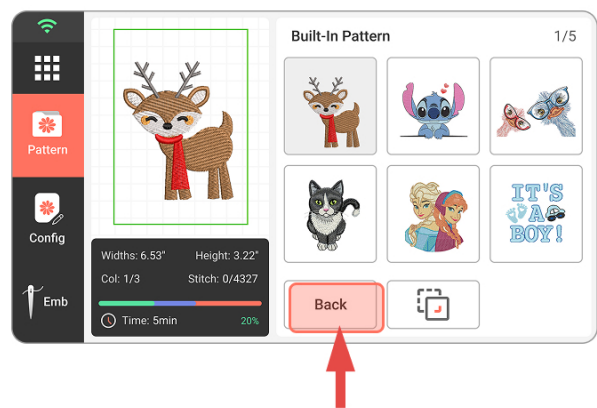 Pattern
Config
Emb
Widths: 6.53" Height: 3.22"
Col: 1/3 Stitch: 0/4327
Time: 5min 20%
Built-In Pattern 1/5
IT'S
A
BOY!
Back